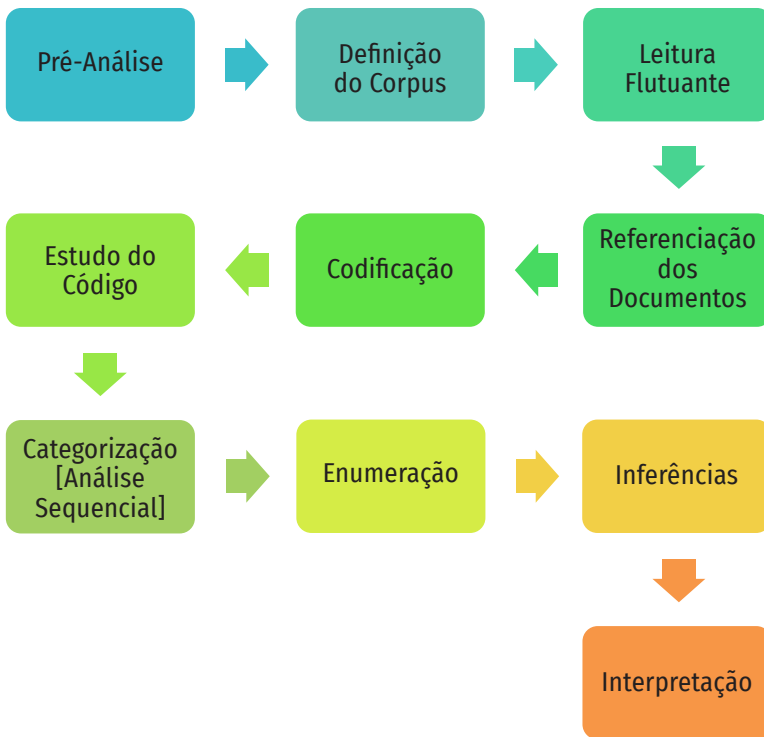 Pré-Análise
Definição
do Corpus
Leitura
Flutuante
Referenciação
dos
Documentos
Codificação
Estudo do
Código
Categorização
[Análise
Sequencial]
Enumeração
Inferências
Interpretação